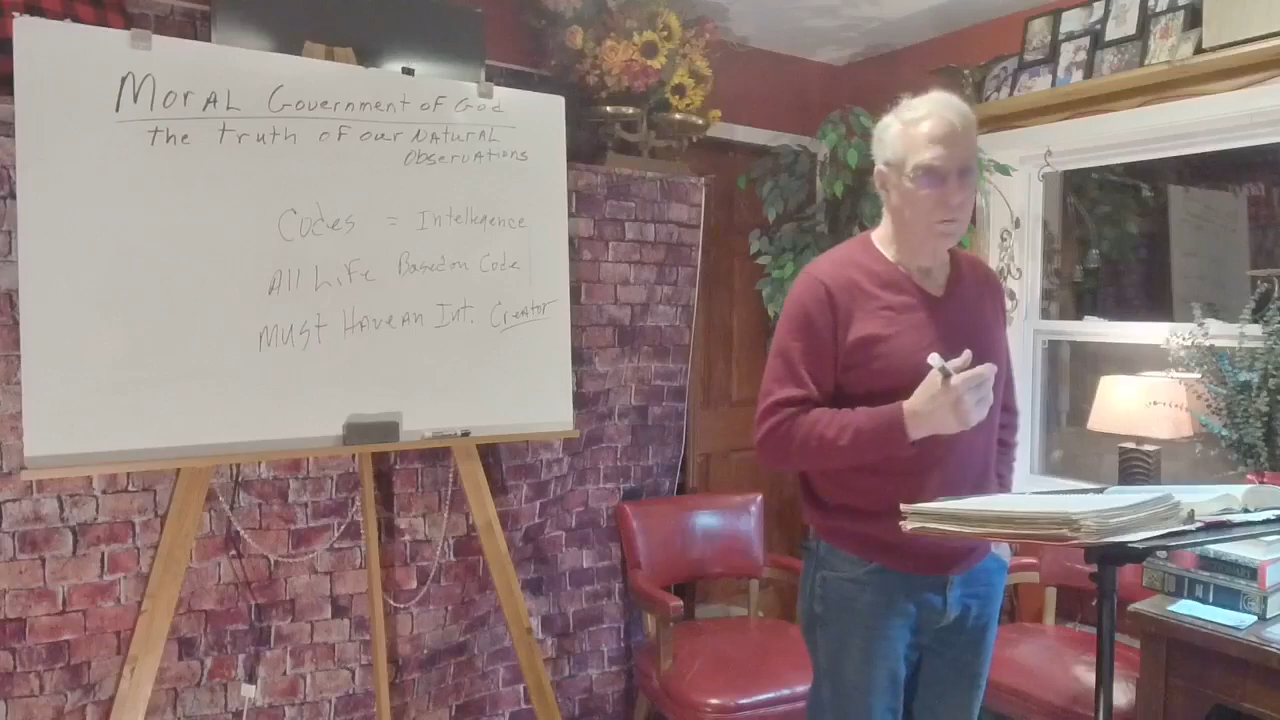 Moral Government of God
the truth of our Natural
Observations
Codes = Intellegence
All Life Based on Code
Must Have an Int. Creator